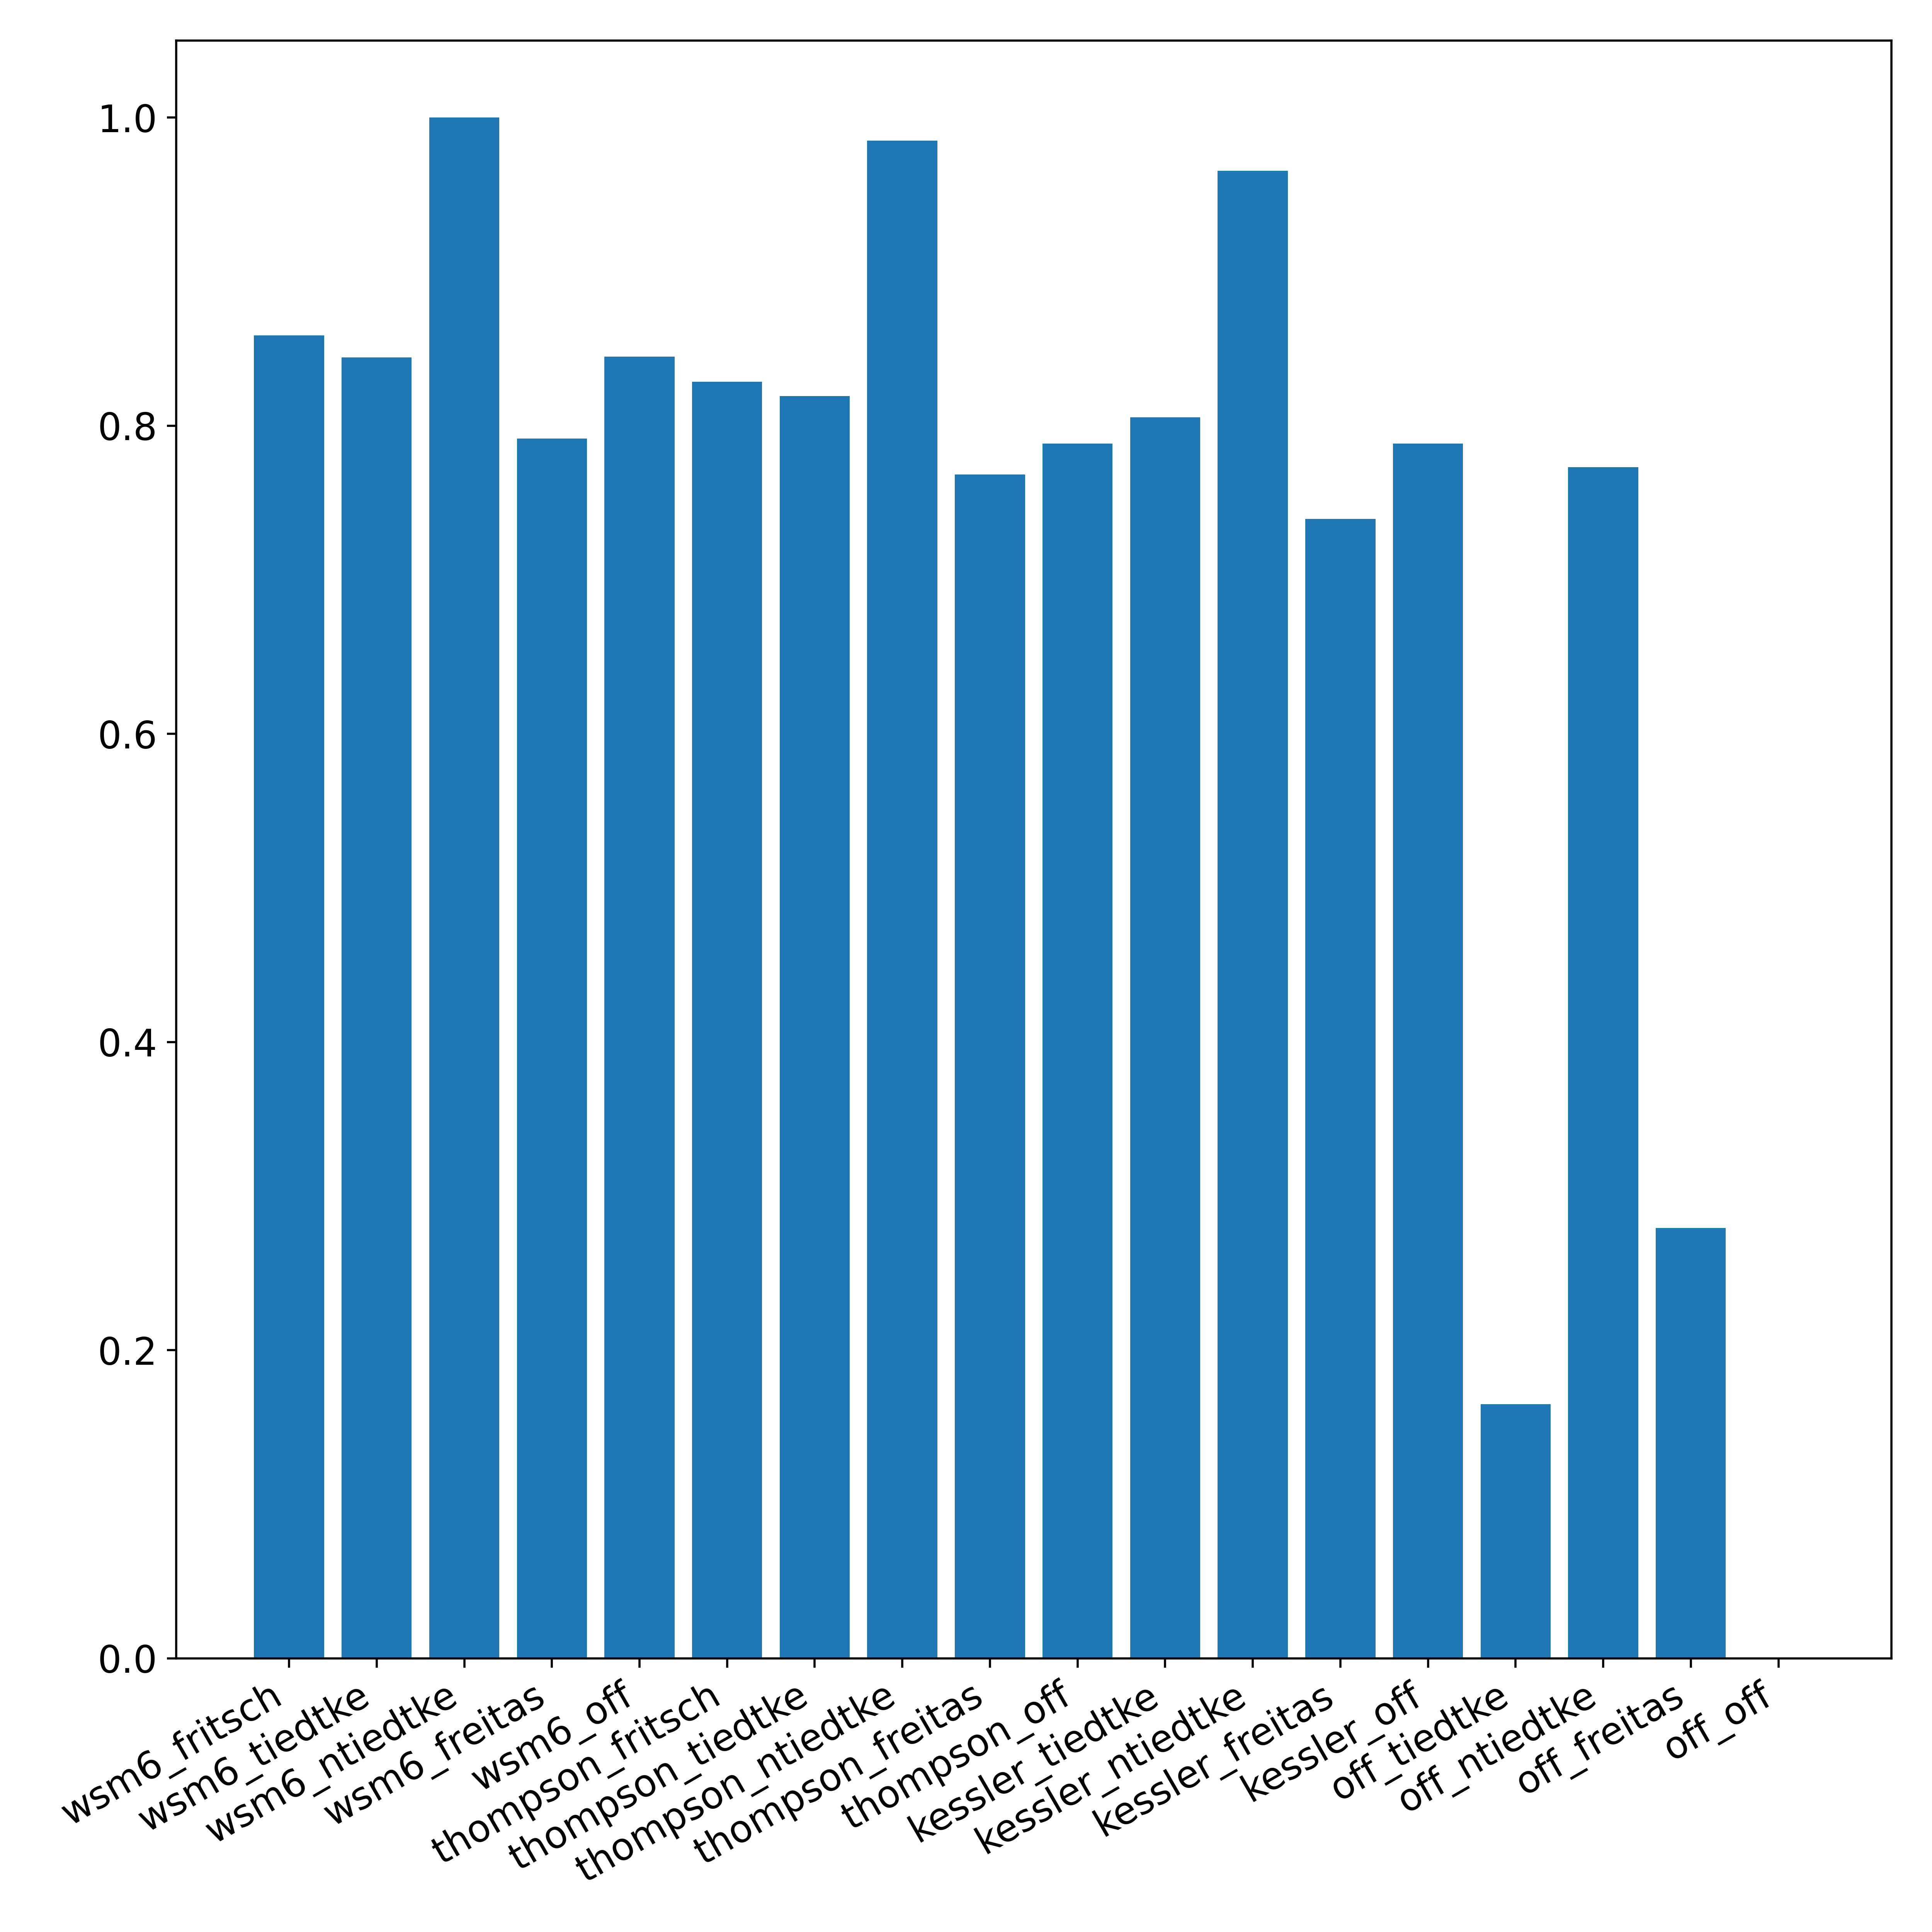 1.0
0.8
0.6
0.4
0.2
0.0
wsm6_fritsch
wsm6_tiedtke
wsm6_ntiedtke
wsm6_freitas
wsm6_off
thompson_fritsch
thompson_tiedtke
thompson_ntiedtke
thompson_freitas
thompson_off
kessler_tiedtke
kessler_ntiedtke
kessler_freitas
kessler_off
off_tiedtke
off_ntiedtke
off_freitas
off_off